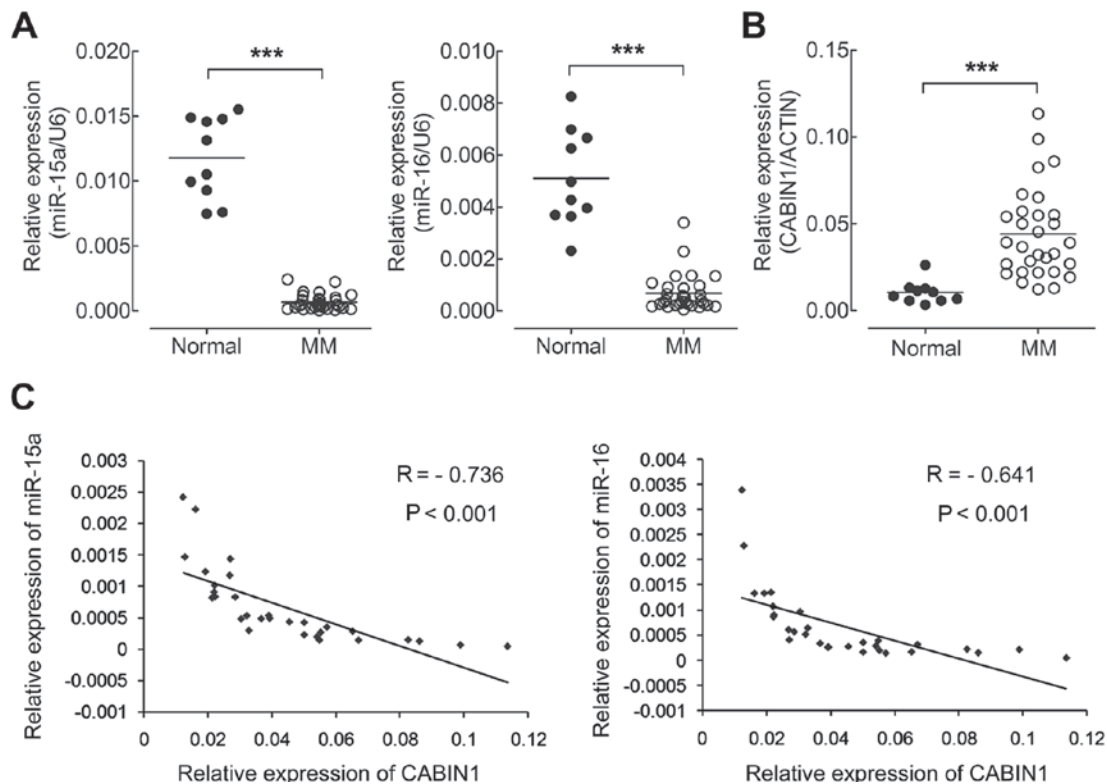 A
Relative expression
(miR-15a/U6)
0.020
0.015
0.010
0.005
0.000
***
Normal
MM
Relative expression
(miR-16/U6)
0.010
0.008
0.006
0.004
0.002
0.000
***
Normal
MM
B
Relative expression
(CABIN1/ACTIN)
0.15
0.10
0.05
0.00
***
Normal
MM
C
Relative expression of miR-15a
0.003
0.0025
0.002
0.0015
0.001
0.0005
0
-0.0005
-0.001
R = - 0.736
P < 0.001
0
0.02
0.04
0.06
0.08
0.1
0.12
Relative expression of CABIN1
Relative expression of miR-16
0.004
0.0035
0.003
0.0025
0.002
0.0015
0.001
0.0005
0
-0.0005
-0.001
R = - 0.641
P < 0.001
0
0.02
0.04
0.06
0.08
0.1
0.12
Relative expression of CABIN1